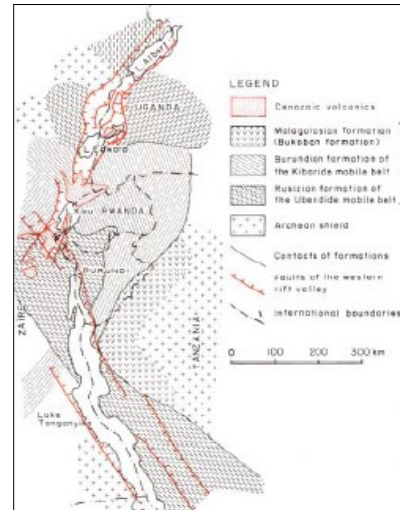 L. Albert
UGANDA
L. Edward
Kivu
RWANDA
BURUNDI
ZAIRE
TANZANIA
Lake
Tanganyika
LEGEND
Cenozoic volcanics
Malagarasian formation
(Bukoban formation)
Burundian formation of
the Kibaride mobile belt
Rusizian formation of
the Ubendide mobile belt
Archean shield
Contacts of formations
Faults of the western
rift valley
International boundaries
0 100 200 300 km